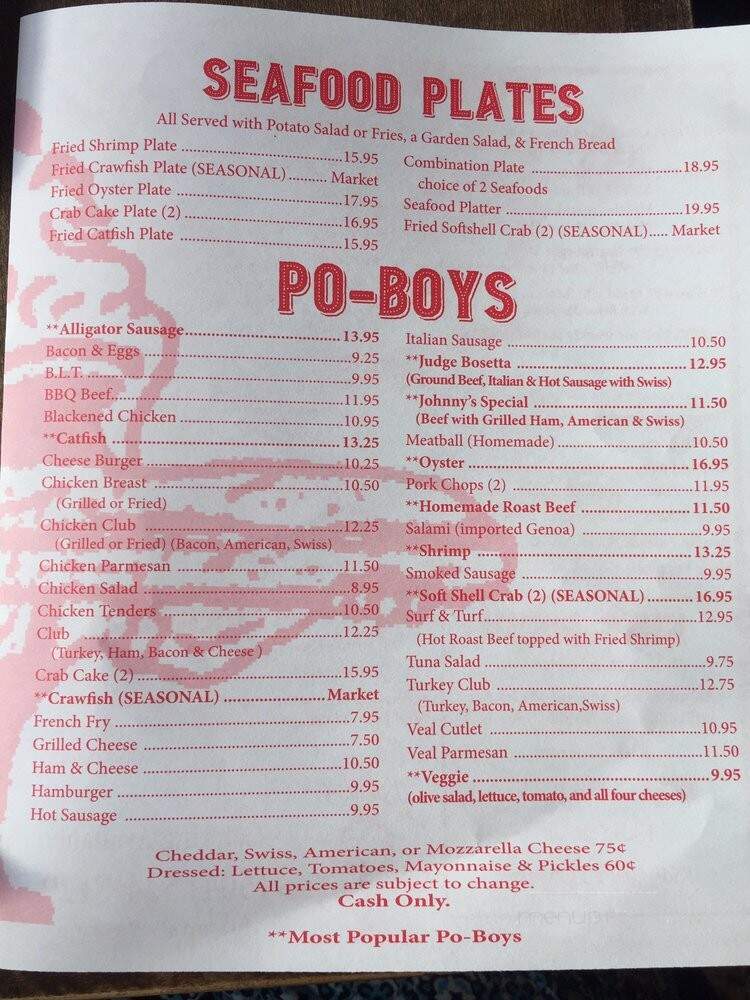 SEAFOOD PLATES
All Served with Potato Salad or Fries, a Garden Salad, & French Bread
Fried Shrimp Plate ................................15.95
Fried Crawfish Plate (SEASONAL).......... Market
Fried Oyster Plate ................................17.95
Crab Cake Plate (2) ................................16.95
Fried Catfish Plate ................................15.95
Combination Plate ................................18.95
choice of 2 Seafoods
Seafood Platter ................................19.95
Fried Softshell Crab (2) (SEASONAL)..... Market
PO-BOYS
**Alligator Sausage................................ 13.95
Bacon & Eggs ................................9.25
B.L.T. ................................9.95
BBQ Beef................................11.95
Blackened Chicken ................................10.95
**Catfish ................................ 13.25
Cheese Burger ................................10.25
Chicken Breast ................................10.50
(Grilled or Fried)
Chicken Club ................................12.25
(Grilled or Fried) (Bacon, American, Swiss)
Chicken Parmesan ................................11.50
Chicken Salad ................................8.95
Chicken Tenders ................................10.50
Club ................................12.25
(Turkey, Ham, Bacon & Cheese )
Crab Cake (2) ................................15.95
**Crawfish (SEASONAL) ........................ Market
French Fry ................................7.95
Grilled Cheese ................................7.50
Ham & Cheese ................................10.50
Hamburger ................................9.95
Hot Sausage ................................9.95
Italian Sausage ................................10.50
**Judge Bosetta ................................ 12.95
(Ground Beef, Italian & Hot Sausage with Swiss)
**Johnny's Special ................................ 11.50
(Beef with Grilled Ham, American & Swiss)
Meatball (Homemade) ................................10.50
**Oyster ................................ 16.95
Pork Chops (2) ................................11.95
**Homemade Roast Beef ........................ 11.50
Salami (imported Genoa) ........................9.95
**Shrimp ................................ 13.25
Smoked Sausage ................................9.95
**Soft Shell Crab (2) (SEASONAL) .......... 16.95
Surf & Turf................................12.95
(Hot Roast Beef topped with Fried Shrimp)
Tuna Salad ................................9.75
Turkey Club ................................12.75
(Turkey, Bacon, American,Swiss)
Veal Cutlet ................................10.95
Veal Parmesan ................................11.50
**Veggie ................................ 9.95
(olive salad, lettuce, tomato, and all four cheeses)
Cheddar, Swiss, American, or Mozzarella Cheese 75¢
Dressed: Lettuce, Tomatoes, Mayonnaise & Pickles 60¢
All prices are subject to change.
Cash Only.
**Most Popular Po-Boys